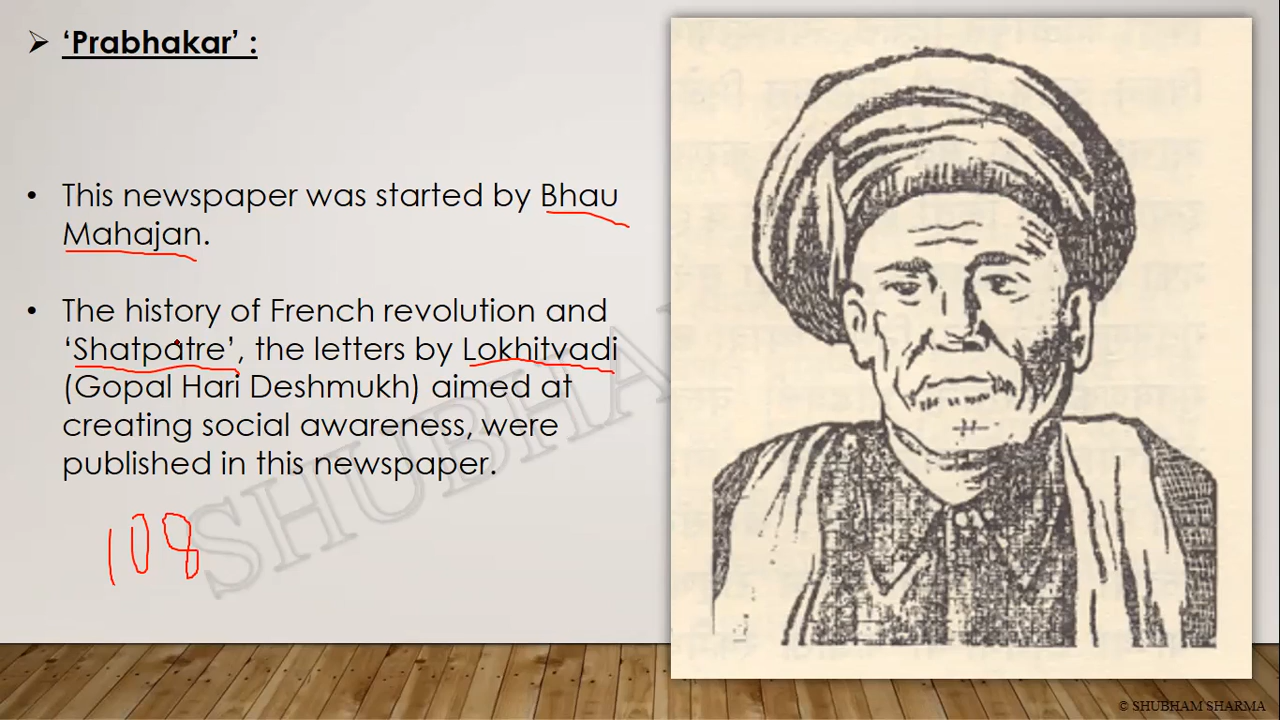 ➢ ‘Prabhakar’ :
• This newspaper was started by Bhau
Mahajan.
• The history of French revolution and
‘Shatpatre’, the letters by Lokhitvadi
(Gopal Hari Deshmukh) aimed at
creating social awareness, were
published in this newspaper.
108
SHUBHA
© SHUBHAM SHARMA